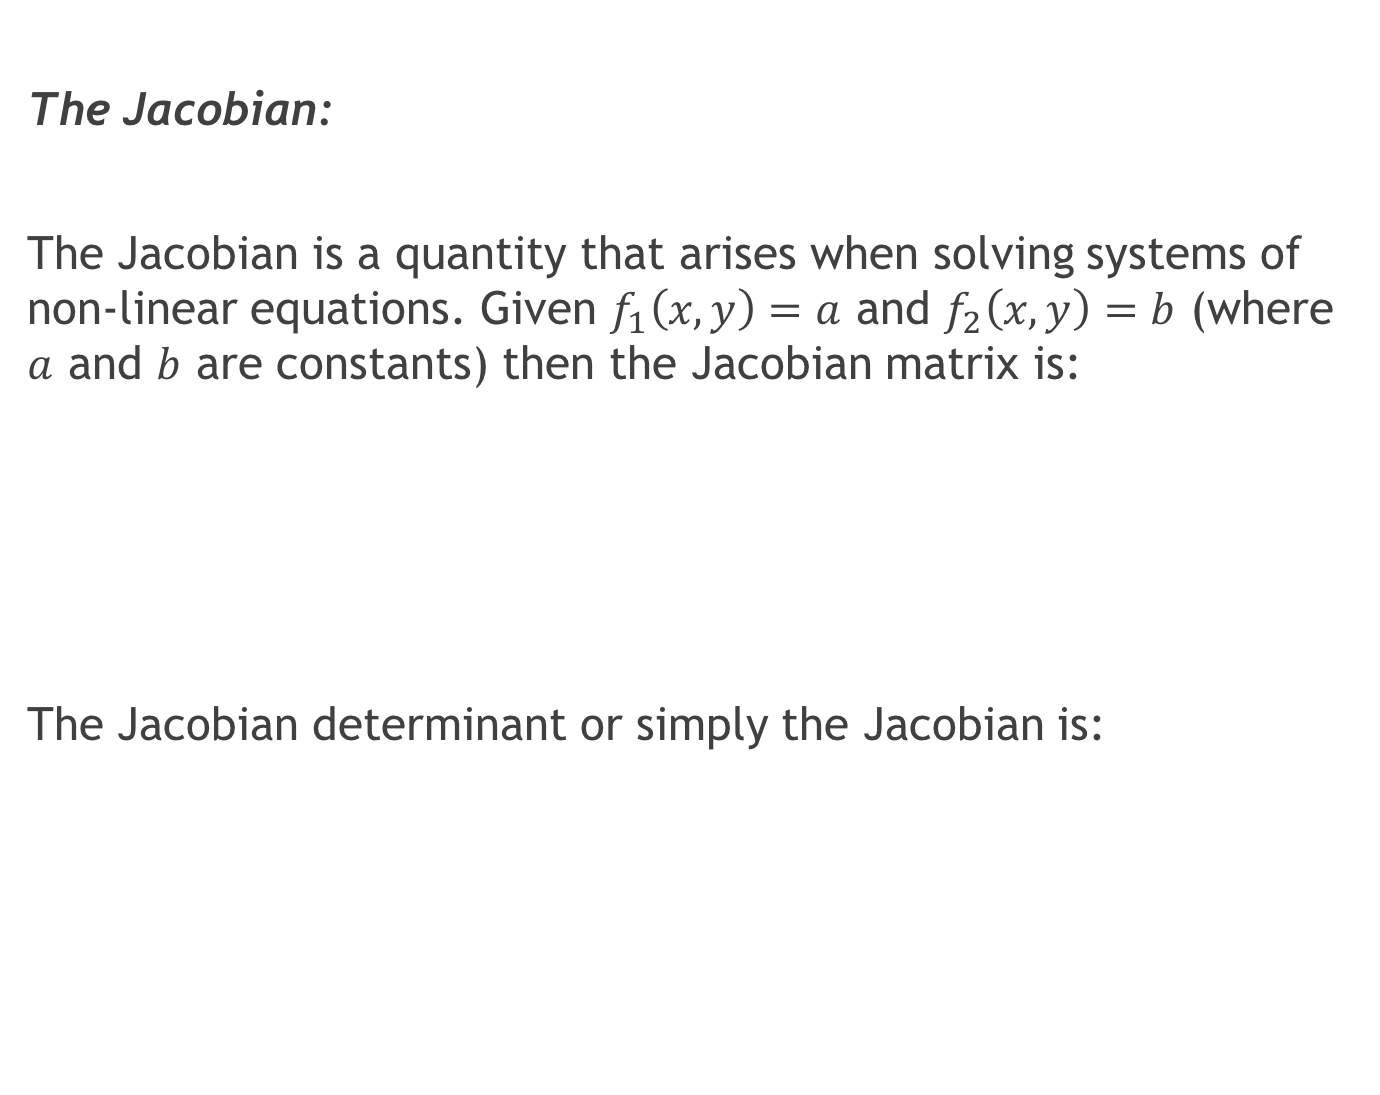 The Jacobian:
The Jacobian is a quantity that arises when solving systems of
non-linear equations. Given 𝑓₁(𝑥, 𝑦) = 𝑎 and 𝑓₂(𝑥, 𝑦) = 𝑏 (where
𝑎 and 𝑏 are constants) then the Jacobian matrix is:
The Jacobian determinant or simply the Jacobian is: